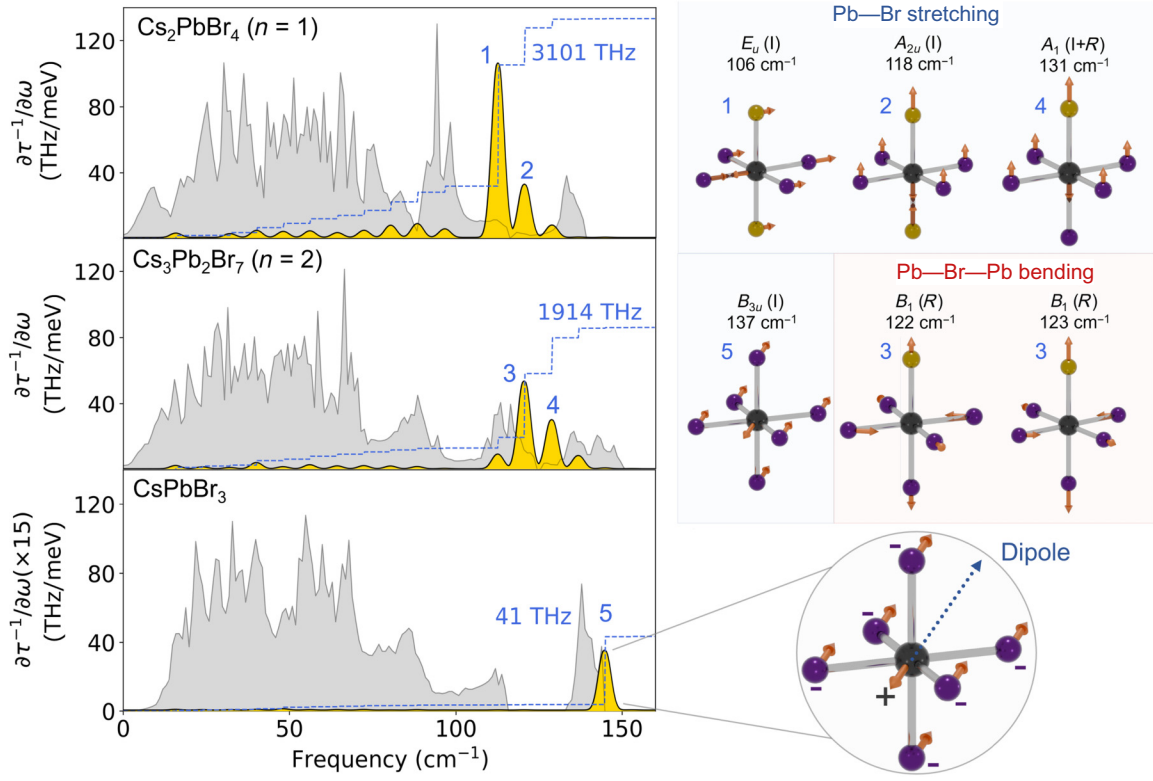 Cs₂PbBr₄ (n = 1)
120
80
40
∂τ⁻¹/∂ω
(THz/meV)
1
2
3101 THz
Cs₃Pb₂Br₇ (n = 2)
120
80
40
∂τ⁻¹/∂ω
(THz/meV)
3
4
1914 THz
CsPbBr₃
120
80
40
0
∂τ⁻¹/∂ω(×15)
(THz/meV)
41 THz
5
0 50 100 150
Frequency (cm⁻¹)
Pb—Br stretching
Eᵤ (I)
106 cm⁻¹
1
A₂ᵤ (I)
118 cm⁻¹
2
A₁ (I+R)
131 cm⁻¹
4
B₃ᵤ (I)
137 cm⁻¹
5
Pb—Br—Pb bending
B₁ (R)
122 cm⁻¹
3
B₁ (R)
123 cm⁻¹
3
Dipole
-
-
-
-
-
-
+